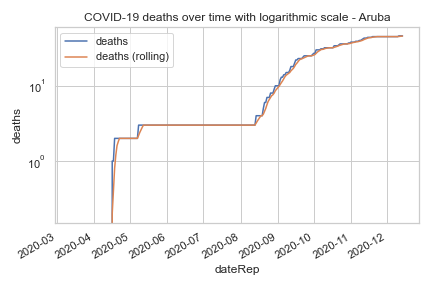 COVID-19 deaths over time with logarithmic scale - Aruba
deaths
deaths (rolling)
10¹
10⁰
deaths
2020-03
2020-04
2020-05
2020-06
2020-07
2020-08
2020-09
2020-10
2020-11
2020-12
dateRep